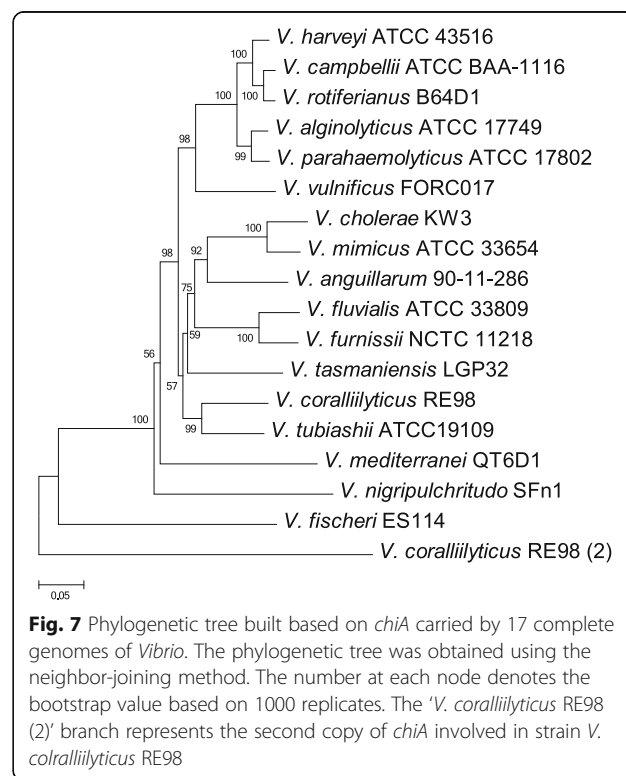 V. harveyi ATCC 43516
100
V. campbellii ATCC BAA-1116
100
100
V. rotiferianus B64D1
V. alginolyticus ATCC 17749
99
V. parahaemolyticus ATCC 17802
98
V. vulnificus FORC017
V. cholerae KW3
100
92
V. mimicus ATCC 33654
98
V. anguillarum 90-11-286
75
V. fluvialis ATCC 33809
59
100
V. furnissii NCTC 11218
56
V. tasmaniensis LGP32
57
V. coralliilyticus RE98
100
99
V. tubiashii ATCC19109
V. mediterranei QT6D1
V. nigripulchritudo SFn1
V. fischeri ES114
V. coralliilyticus RE98 (2)
0.05
Fig. 7 Phylogenetic tree built based on chiA carried by 17 complete
genomes of Vibrio. The phylogenetic tree was obtained using the
neighbor-joining method. The number at each node denotes the
bootstrap value based on 1000 replicates. The ‘V. coralliilyticus RE98
(2)’ branch represents the second copy of chiA involved in strain V.
colralliilyticus RE98